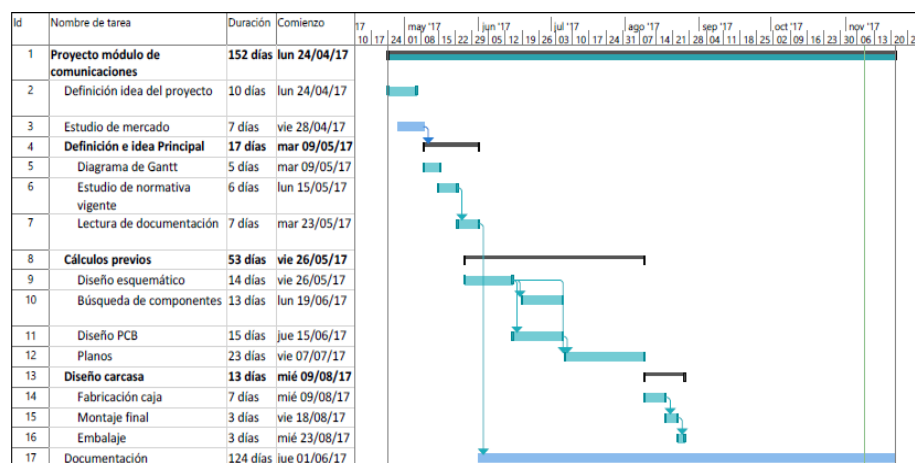 Id Nombre de tarea Duración Comienzo 17 may '17 jun '17 jul '17 ago '17 sep '17 oct '17 nov '17
10 17 24 01 08 15 22 29 05 12 19 26 03 10 17 24 31 07 14 21 28 04 11 18 25 02 09 16 23 30 06 13 20 2
1 Proyecto módulo de 152 días lun 24/04/17
comunicaciones
2 Definición idea del proyecto 10 días lun 24/04/17
3 Estudio de mercado 7 días vie 28/04/17
4 Definición e idea Principal 17 días mar 09/05/17
5 Diagrama de Gantt 5 días mar 09/05/17
6 Estudio de normativa 6 días lun 15/05/17
vigente
7 Lectura de documentación 7 días mar 23/05/17
8 Cálculos previos 53 días vie 26/05/17
9 Diseño esquemático 14 días vie 26/05/17
10 Búsqueda de componentes 13 días lun 19/06/17
11 Diseño PCB 15 días jue 15/06/17
12 Planos 23 días vie 07/07/17
13 Diseño carcasa 13 días mié 09/08/17
14 Fabricación caja 7 días mié 09/08/17
15 Montaje final 3 días vie 18/08/17
16 Embalaje 3 días mié 23/08/17
17 Documentación 124 días jue 01/06/17